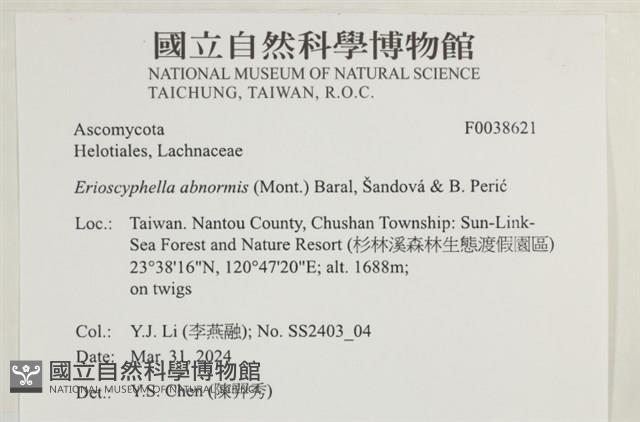 國立自然科學博物館
NATIONAL MUSEUM OF NATURAL SCIENCE
TAICHUNG, TAIWAN, R.O.C.
Ascomycota F0038621
Helotiales, Lachnaceae
Erioscyphella abnormis (Mont.) Baral, Šandová & B. Perić
Loc.: Taiwan. Nantou County, Chushan Township: Sun-Link-
Sea Forest and Nature Resort (杉林溪森林生態渡假園區)
23°38'16"N, 120°47'20"E; alt. 1688m;
on twigs
Col.: Y.J. Li (李燕融); No. SS2403_04
Date: Mar. 31, 2024
國立自然科學博物館
NATIONAL MUSEUM OF NATURAL
Det.: Y.S. Chen (陳羿秀)